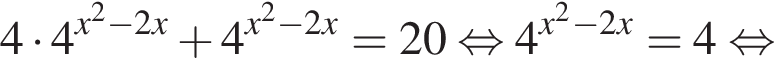 4 · 4^{x^2−2x} + 4^{x^2−2x} = 20 ⇔ 4^{x^2−2x} = 4 ⇔